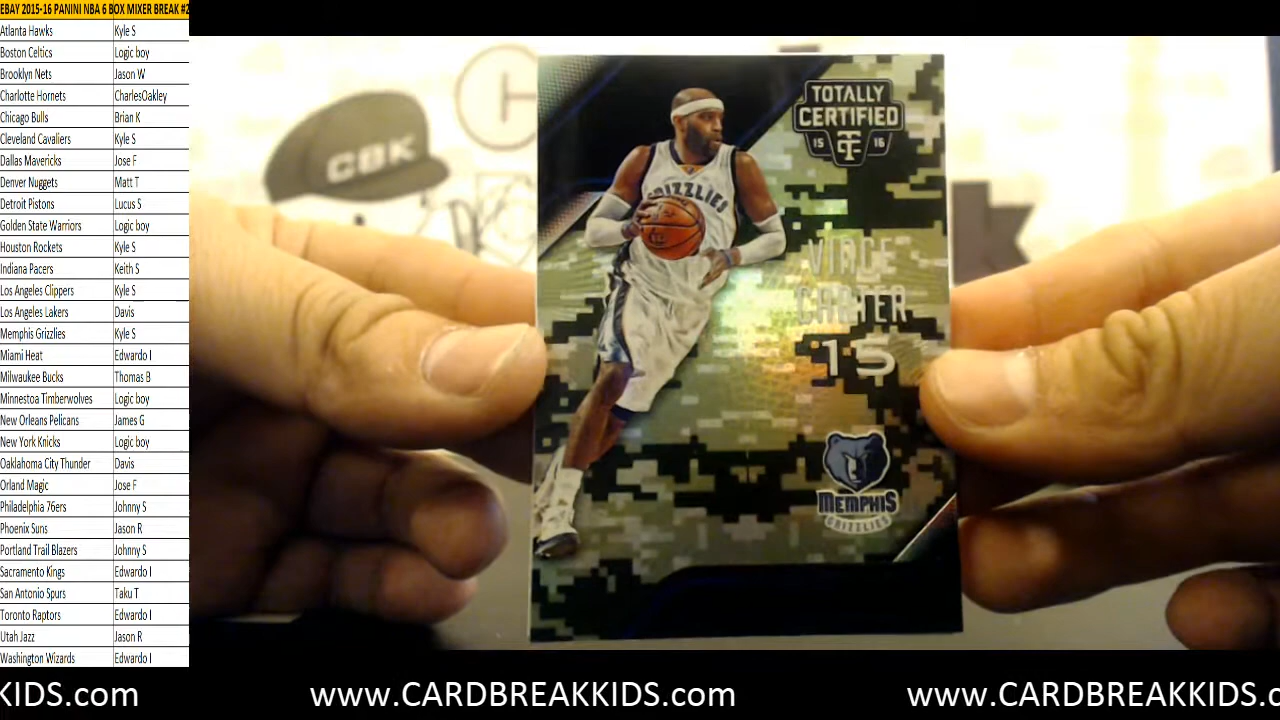 EBAY 2015-16 PANINI NBA 6 BOX MIXER BREAK #2
Atlanta Hawks Kyle S
Boston Celtics Logic boy
Brooklyn Nets Jason W
Charlotte Hornets CharlesOakley
Chicago Bulls Brian K
Cleveland Cavaliers Kyle S
Dallas Mavericks Jose F
Denver Nuggets Matt T
Detroit Pistons Lucus S
Golden State Warriors Logic boy
Houston Rockets Kyle S
Indiana Pacers Keith S
Los Angeles Clippers Kyle S
Los Angeles Lakers Davis
Memphis Grizzlies Kyle S
Miami Heat Edwardo I
Milwaukee Bucks Thomas B
Minnestoa Timberwolves Logic boy
New Orleans Pelicans James G
New York Knicks Logic boy
Oaklahoma City Thunder Davis
Orland Magic Jose F
Philadelphia 76ers Johnny S
Phoenix Suns Jason R
Portland Trail Blazers Johnny S
Sacramento Kings Edwardo I
San Antonio Spurs Taku T
Toronto Raptors Edwardo I
Utah Jazz Jason R
Washington Wizards Edwardo I
CBK
TOTALLY
CERTIFIED
15 TC 16
GRIZZLIES
VINCE
CARTER
15
MEMPHIS
GRIZZLIES
KIDS.com www.CARDBREAKKIDS.com www.CARDBREAKKIDS.c